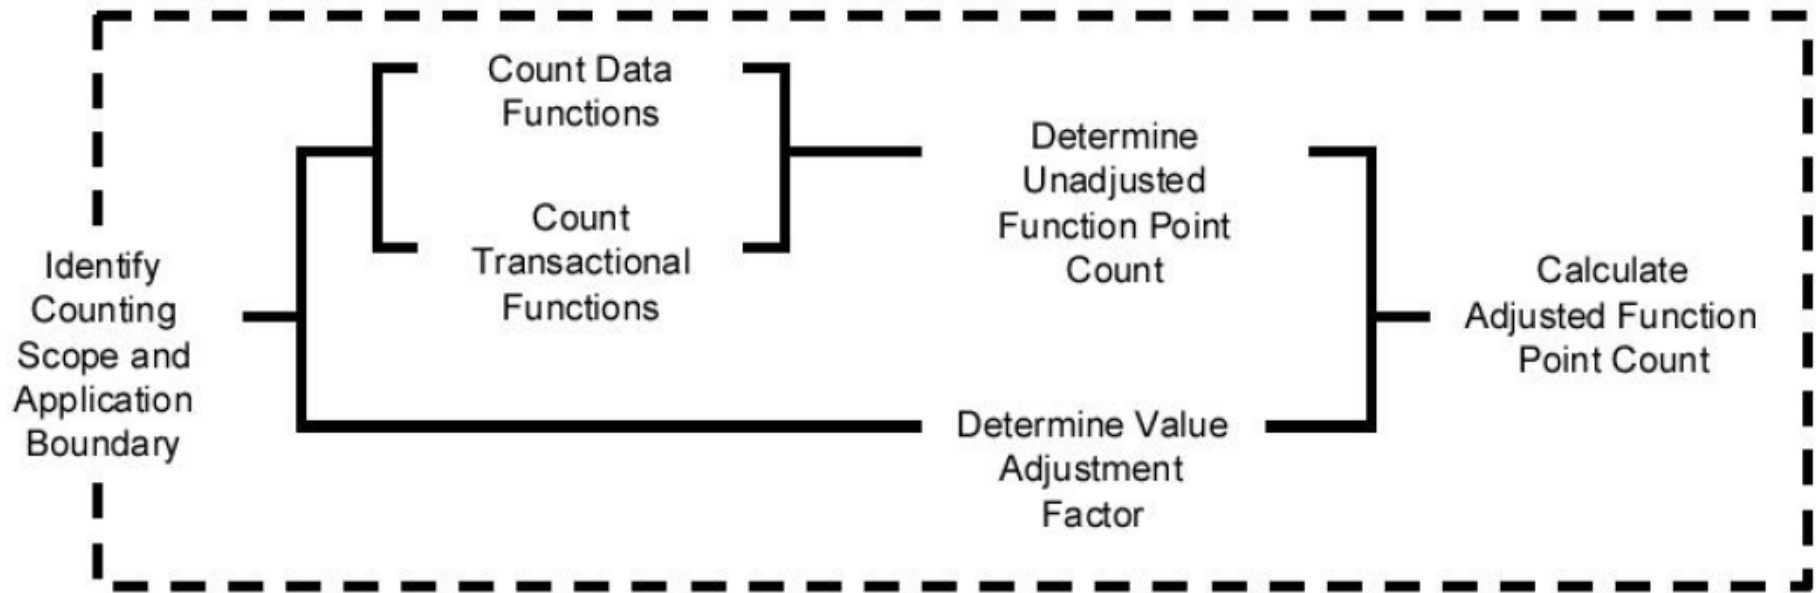 Identify
Counting
Scope and
Application
Boundary
Count Data
Functions
Count
Transactional
Functions
Determine
Unadjusted
Function Point
Count
Determine Value
Adjustment
Factor
Calculate
Adjusted Function
Point Count